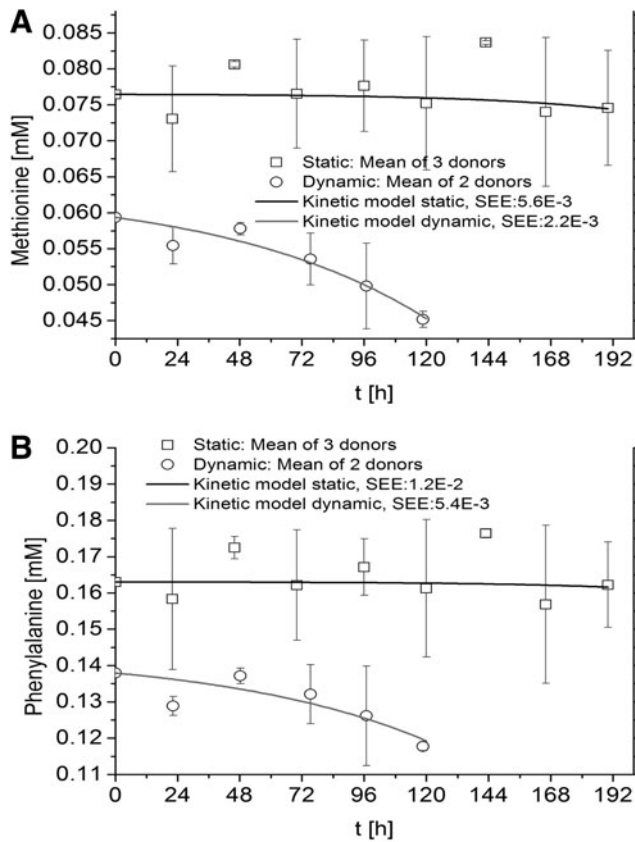 A
0.085
0.080
0.075
0.070
0.065
0.060
0.055
0.050
0.045
Methionine [mM]
Static: Mean of 3 donors
Dynamic: Mean of 2 donors
Kinetic model static, SEE:5.6E-3
Kinetic model dynamic, SEE:2.2E-3
0 24 48 72 96 120 144 168 192
t [h]
B
0.20
0.19
0.18
0.17
0.16
0.15
0.14
0.13
0.12
0.11
Phenylalanine [mM]
Static: Mean of 3 donors
Dynamic: Mean of 2 donors
Kinetic model static, SEE:1.2E-2
Kinetic model dynamic, SEE:5.4E-3
0 24 48 72 96 120 144 168 192
t [h]